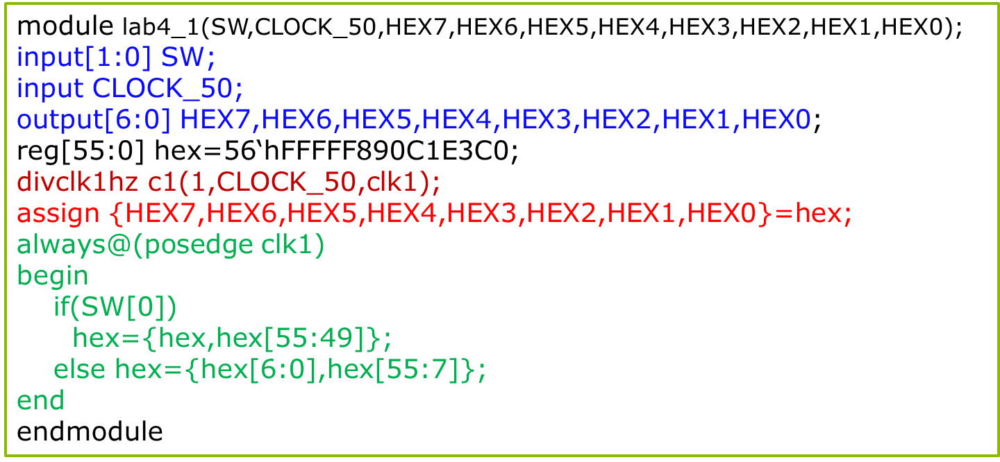 module lab4_1(SW,CLOCK_50,HEX7,HEX6,HEX5,HEX4,HEX3,HEX2,HEX1,HEX0);
input[1:0] SW;
input CLOCK_50;
output[6:0] HEX7,HEX6,HEX5,HEX4,HEX3,HEX2,HEX1,HEX0;
reg[55:0] hex=56‛hFFFFF890C1E3C0;
divclk1hz c1(1,CLOCK_50,clk1);
assign {HEX7,HEX6,HEX5,HEX4,HEX3,HEX2,HEX1,HEX0}=hex;
always@(posedge clk1)
begin
if(SW[0])
hex={hex,hex[55:49]};
else hex={hex[6:0],hex[55:7]};
end
endmodule